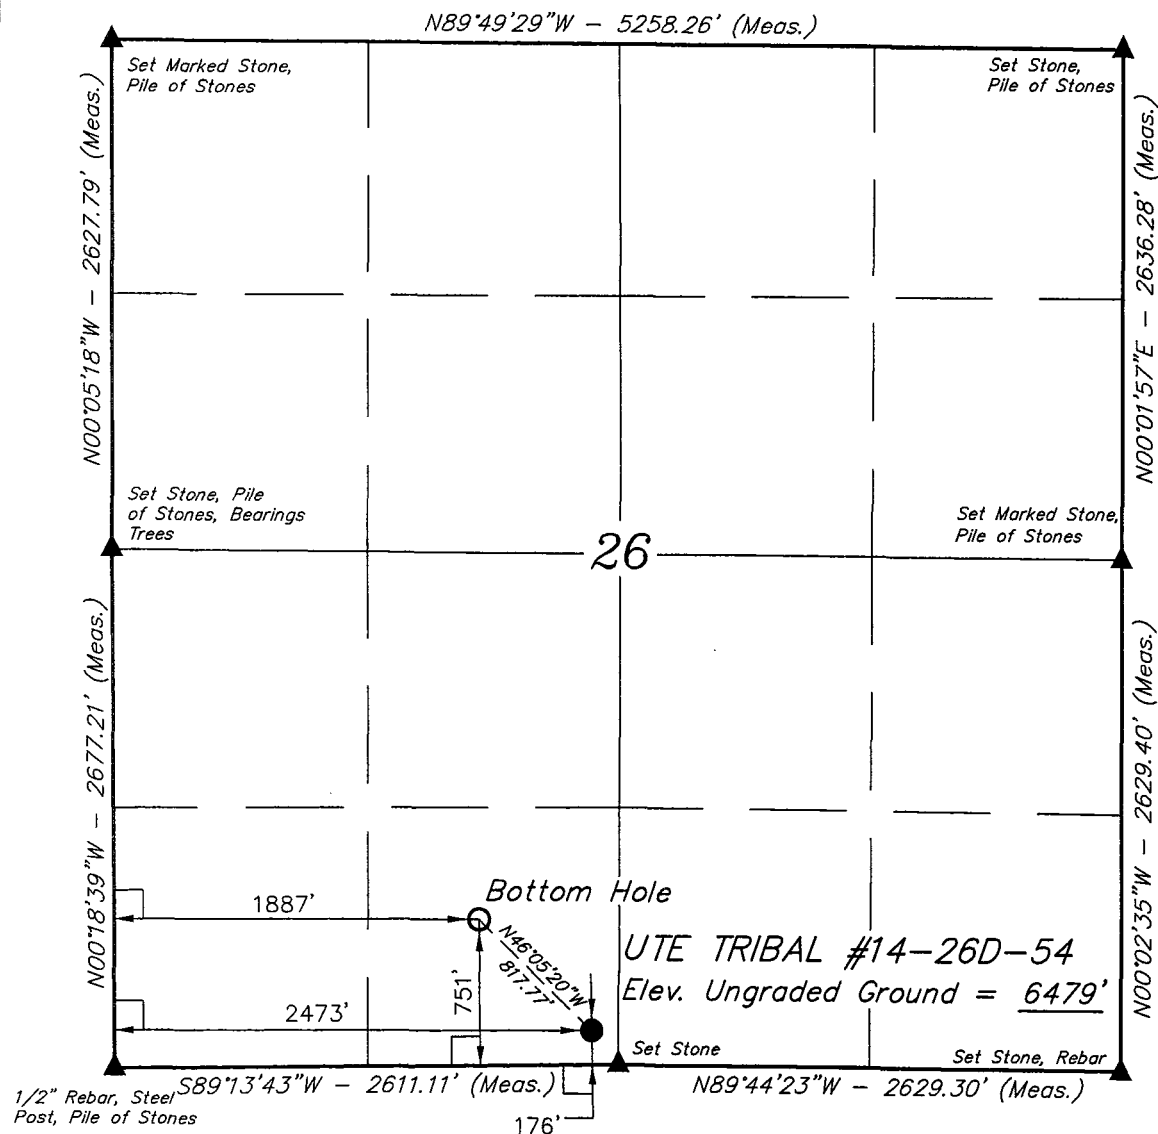 N89°49'29"W - 5258.26' (Meas.)
Set Marked Stone,
Pile of Stones
Set Stone,
Pile of Stones
N00°05'18"W - 2627.79' (Meas.)
N00°01'57"E - 2636.28' (Meas.)
Set Stone, Pile
of Stones, Bearings
Trees
26
Set Marked Stone,
Pile of Stones
N00°18'39"W - 2677.21' (Meas.)
N00°02'35"W - 2629.40' (Meas.)
Bottom Hole
1887'
N46°05'20"W
817.77'
751'
UTE TRIBAL #14-26D-54
Elev. Ungraded Ground = 6479'
2473'
Set Stone
Set Stone, Rebar
S89°13'43"W - 2611.11' (Meas.)
N89°44'23"W - 2629.30' (Meas.)
1/2" Rebar, Steel
Post, Pile of Stones
176'